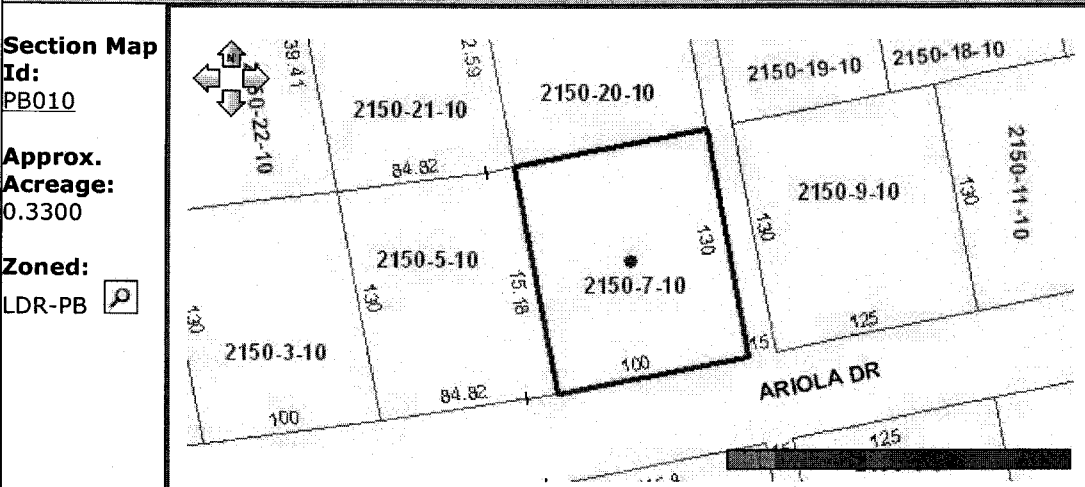 Section Map
Id:
PB010
Approx.
Acreage:
0.3300
Zoned:
LDR-PB
N
39.41
2.59
2150-22-10
2150-21-10
2150-20-10
2150-19-10
2150-18-10
84.82
2150-11-10
2150-9-10
130
130
130
2150-5-10
15.18
2150-7-10
130
130
2150-3-10
125
100
15
84.82
100
ARIOLA DR
125